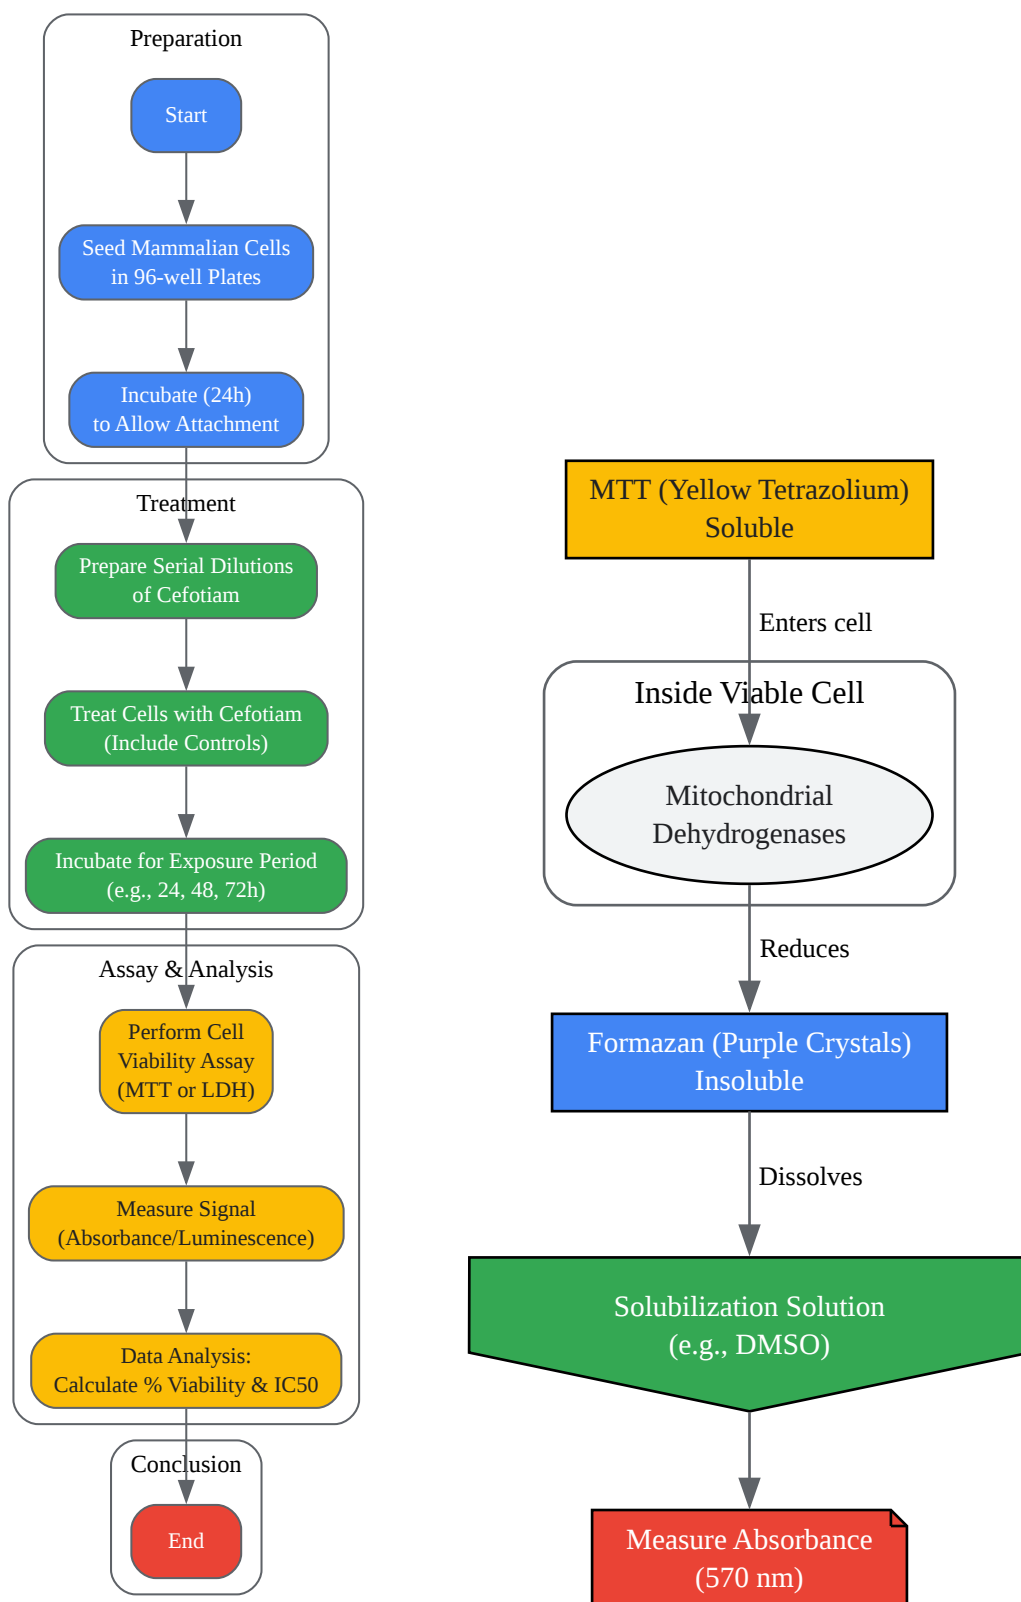 Preparation
Start
Seed Mammalian Cells
in 96-well Plates
Incubate (24h)
to Allow Attachment
Treatment
Prepare Serial Dilutions
of Cefotiam
Treat Cells with Cefotiam
(Include Controls)
Incubate for Exposure Period
(e.g., 24, 48, 72h)
Assay & Analysis
Perform Cell
Viability Assay
(MTT or LDH)
Measure Signal
(Absorbance/Luminescence)
Data Analysis:
Calculate % Viability & IC50
Conclusion
End
MTT (Yellow Tetrazolium)
Soluble
Enters cell
Inside Viable Cell
Mitochondrial
Dehydrogenases
Reduces
Formazan (Purple Crystals)
Insoluble
Dissolves
Solubilization Solution
(e.g., DMSO)
Measure Absorbance
(570 nm)